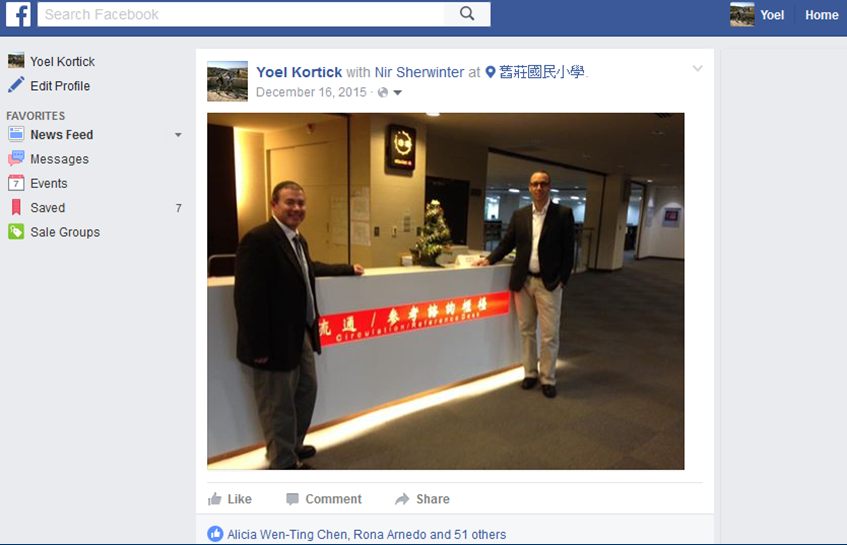 f Search Facebook Yoel Home
Yoel Kortick
Edit Profile
FAVORITES
News Feed
Messages
7 Events
Saved 7
Sale Groups
Yoel Kortick with Nir Sherwinter at 舊莊國民小學.
December 16, 2015 ·
流通 / 參考諮詢櫃檯
Circulation/Reference Desk
Like Comment Share
Alicia Wen-Ting Chen, Rona Arnedo and 51 others